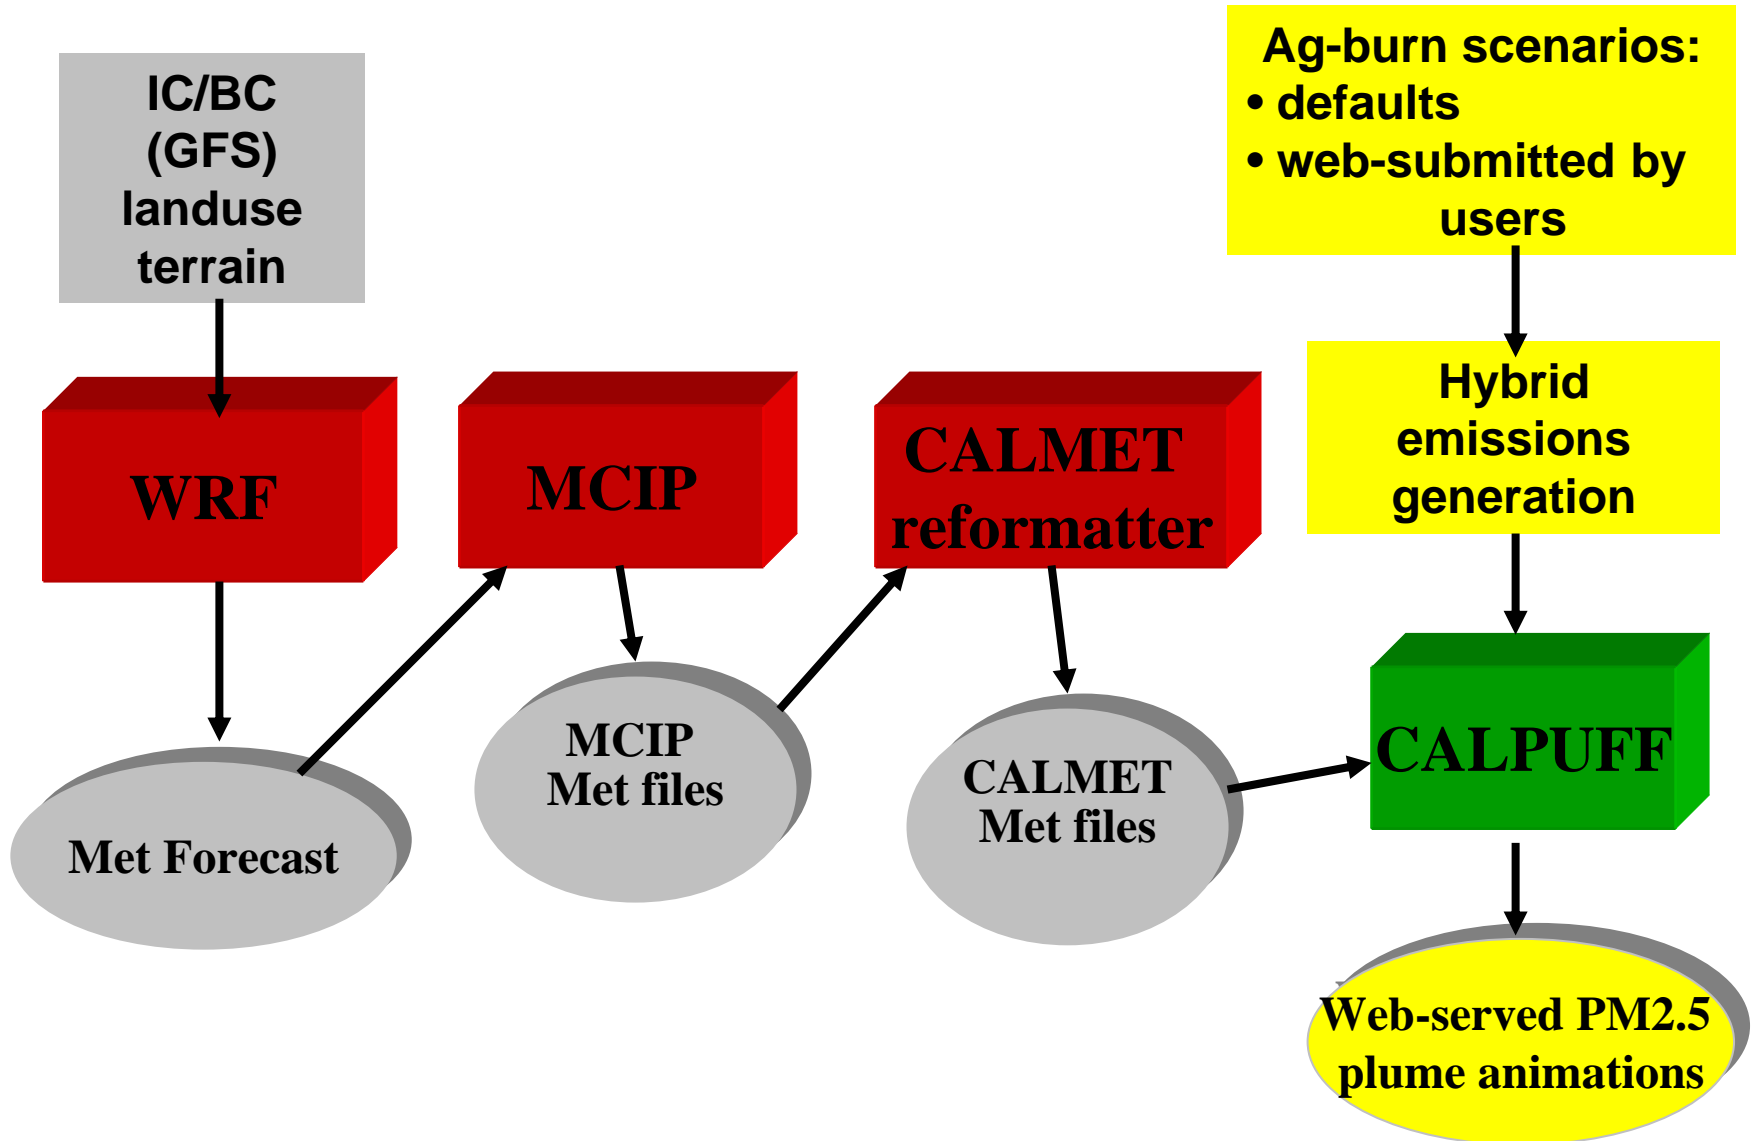 IC/BC
(GFS)
landuse
terrain
Ag-burn scenarios:
• defaults
• web-submitted by
users
WRF
MCIP
CALMET
reformatter
Hybrid
emissions
generation
Met Forecast
MCIP
Met files
CALMET
Met files
CALPUFF
Web-served PM2.5
plume animations